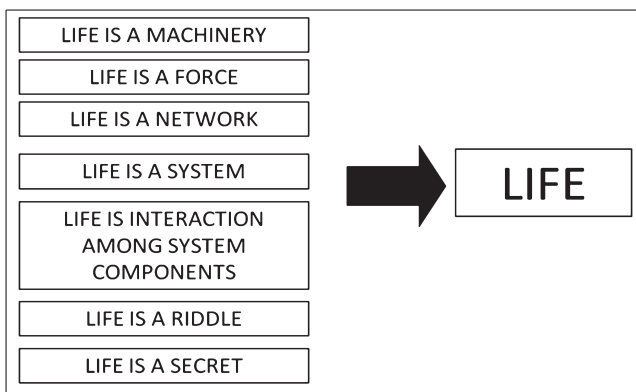 LIFE IS A MACHINERY
LIFE IS A FORCE
LIFE IS A NETWORK
LIFE IS A SYSTEM
LIFE IS INTERACTION
AMONG SYSTEM
COMPONENTS
LIFE IS A RIDDLE
LIFE IS A SECRET
LIFE